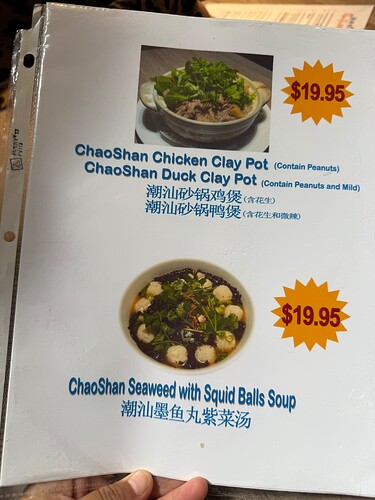 $19.95
ChaoShan Chicken Clay Pot (Contain Peanuts)
ChaoShan Duck Clay Pot (Contain Peanuts and Mild)
潮汕砂锅鸡煲(含花生)
潮汕砂锅鸭煲(含花生和微辣)
$19.95
ChaoShan Seaweed with Squid Balls Soup
潮汕墨鱼丸紫菜汤